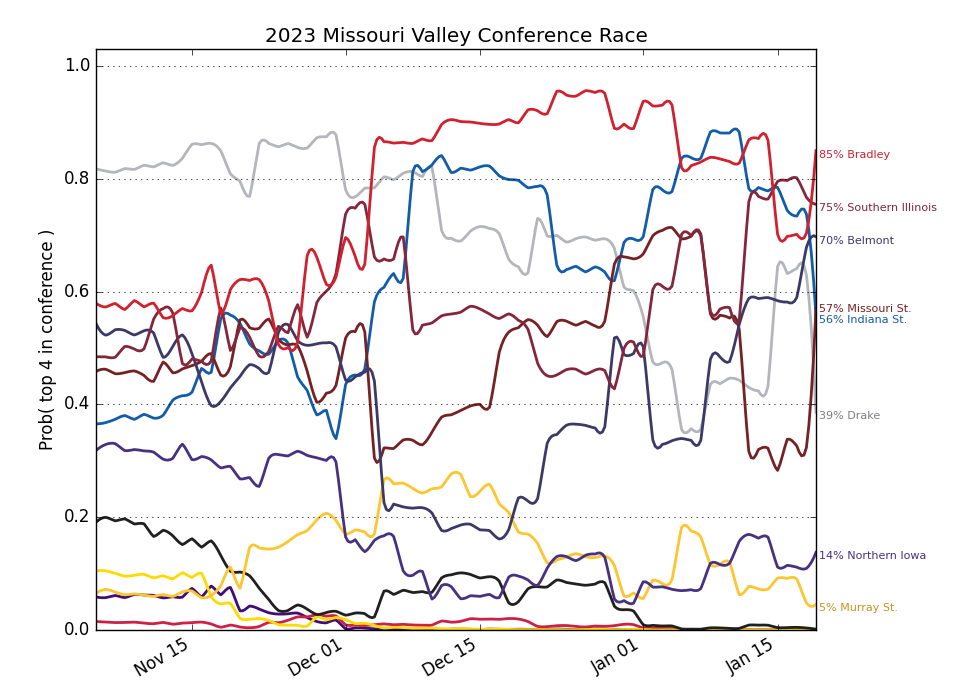 2023 Missouri Valley Conference Race
Prob( top 4 in conference )
1.0
0.8
0.6
0.4
0.2
0.0
Nov 15
Dec 01
Dec 15
Jan 01
Jan 15
85% Bradley
75% Southern Illinois
70% Belmont
57% Missouri St.
56% Indiana St.
39% Drake
14% Northern Iowa
5% Murray St.